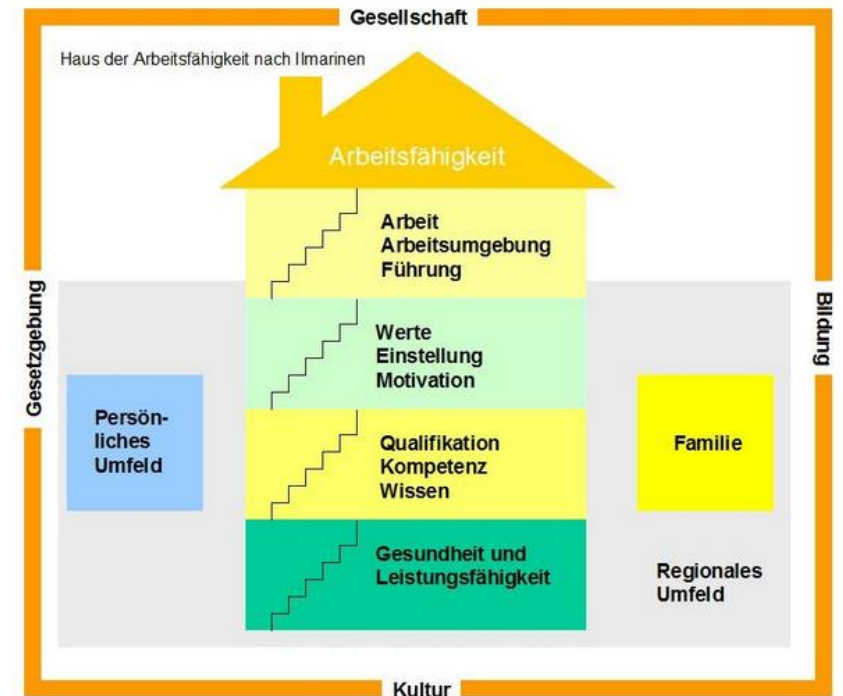 Gesellschaft
Haus der Arbeitsfähigkeit nach Ilmarinen
Arbeitsfähigkeit
Arbeit
Arbeitsumgebung
Führung
Gesetzgebung
Bildung
Werte
Einstellung
Motivation
Persön-
liches
Umfeld
Qualifikation
Kompetenz
Wissen
Familie
Gesundheit und
Leistungsfähigkeit
Regionales
Umfeld
Kultur